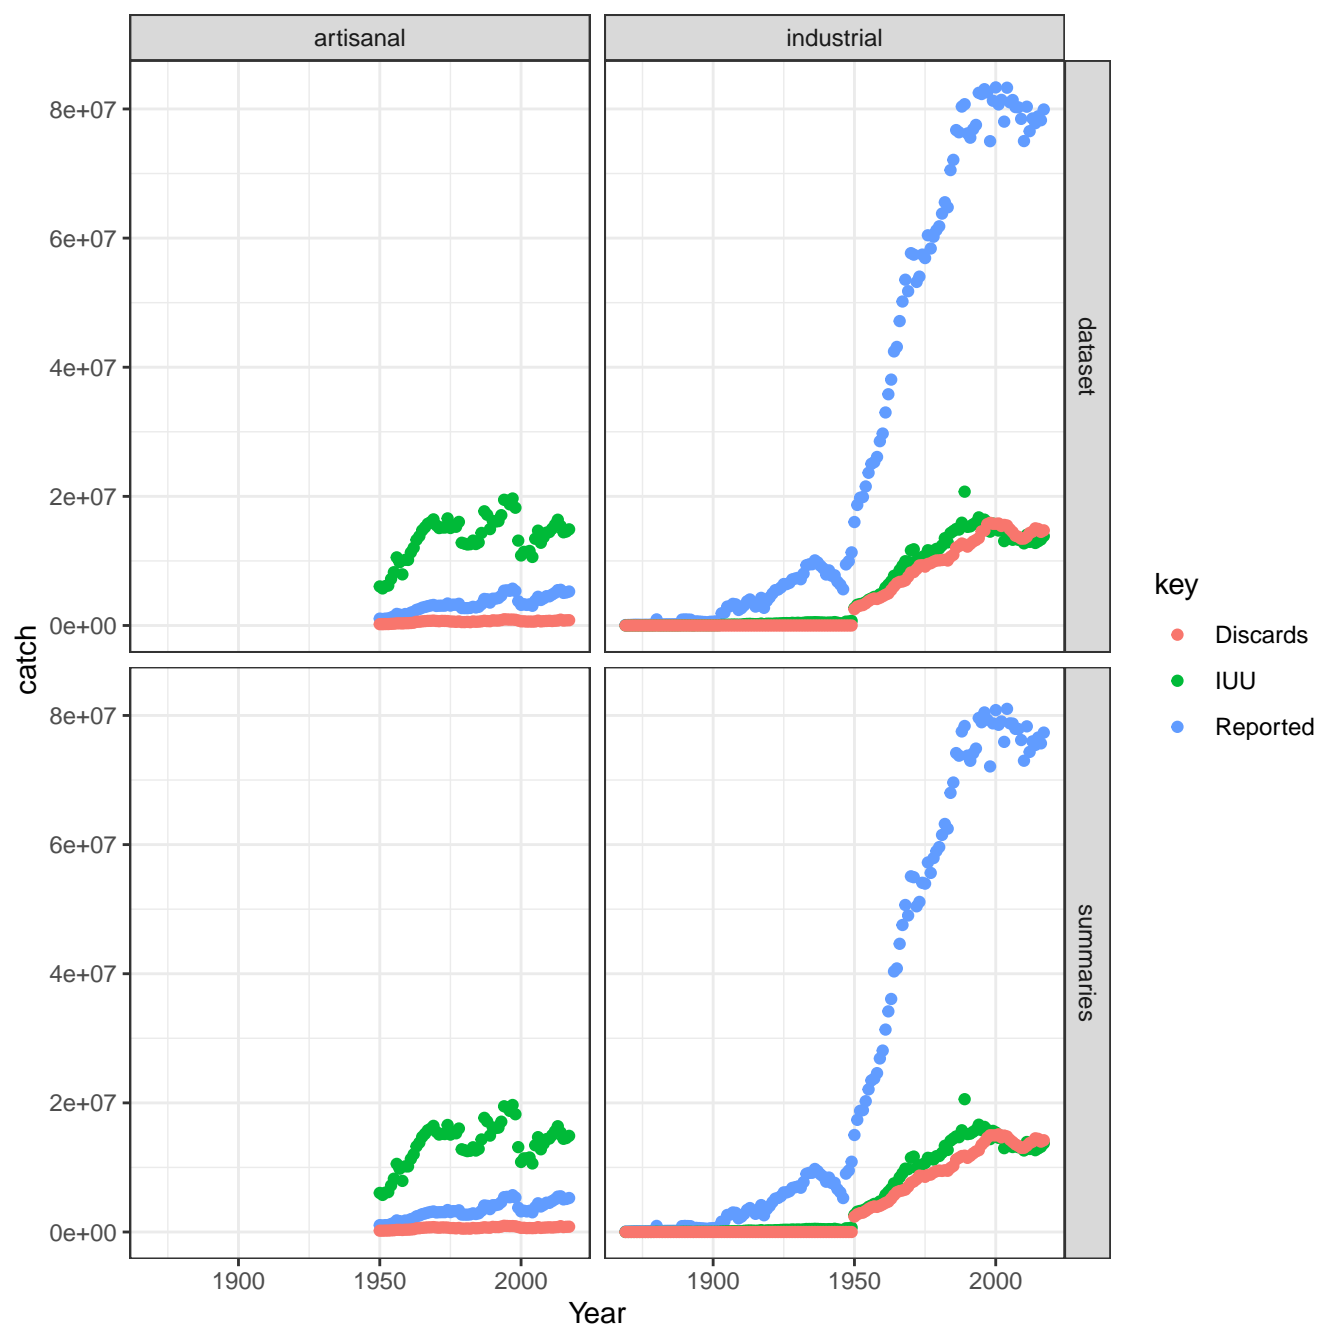 artisanal
industrial
8e+07
6e+07
4e+07
2e+07
0e+00
dataset
8e+07
6e+07
4e+07
2e+07
0e+00
summaries
catch
1900
1950
2000
1900
1950
2000
Year
key
Discards
IUU
Reported